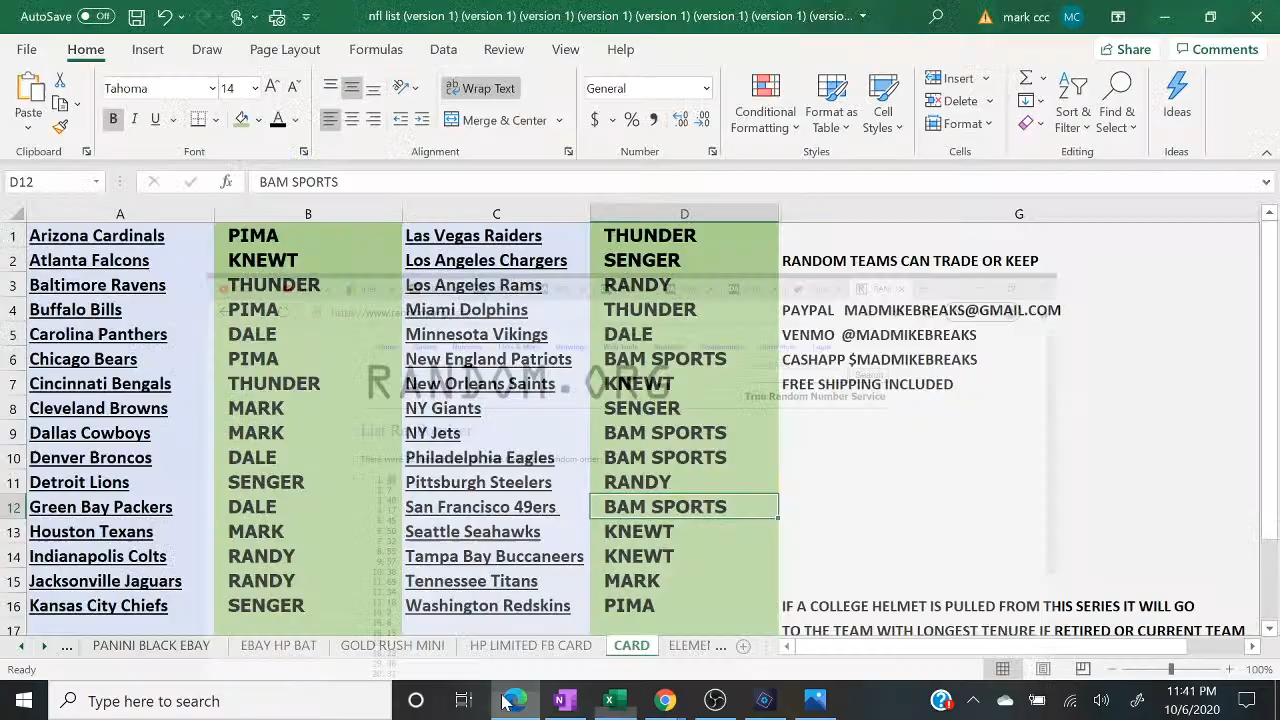 AutoSave Off nfl list (version 1) (version 1) (version 1) (version 1) (version 1) (versio... mark ccc MC
File Home Insert Draw Page Layout Formulas Data Review View Help Share Comments
Paste Tahoma 14 Wrap Text General Conditional Formatting Format as Table Cell Styles Insert Sort & Filter Find & Select Ideas
B I U Merge & Center $ % Delete
Format
Clipboard Font Alignment Number Styles Cells Editing Ideas
D12 fx BAM SPORTS
A B C D G
1 Arizona Cardinals PIMA Las Vegas Raiders THUNDER
2 Atlanta Falcons KNEWT Los Angeles Chargers SENGER RANDOM TEAMS CAN TRADE OR KEEP
3 Baltimore Ravens THUNDER Los Angeles Rams RANDY
4 Buffalo Bills PIMA Miami Dolphins THUNDER PAYPAL MADMIKEBREAKS@GMAIL.COM
5 Carolina Panthers DALE Minnesota Vikings DALE VENMO @MADMIKEBREAKS
6 Chicago Bears PIMA New England Patriots BAM SPORTS CASHAPP $MADMIKEBREAKS
7 Cincinnati Bengals THUNDER New Orleans Saints KNEWT FREE SHIPPING INCLUDED
RANDOM.ORG
Search
True Random Number Service
8 Cleveland Browns MARK NY Giants SENGER
9 Dallas Cowboys MARK NY Jets BAM SPORTS
10 Denver Broncos DALE Philadelphia Eagles BAM SPORTS
11 Detroit Lions SENGER Pittsburgh Steelers RANDY
12 Green Bay Packers DALE San Francisco 49ers BAM SPORTS
13 Houston Texans MARK Seattle Seahawks KNEWT
14 Indianapolis Colts RANDY Tampa Bay Buccaneers KNEWT
15 Jacksonville Jaguars RANDY Tennessee Titans MARK
16 Kansas City Chiefs SENGER Washington Redskins PIMA IF A COLLEGE HELMET IS PULLED FROM THIS SERIES IT WILL GO
17 TO THE TEAM WITH LONGEST TENURE IF RETIRED OR CURRENT TEAM
... PANINI BLACK EBAY EBAY HP BAT GOLD RUSH MINI HP LIMITED FB CARD CARD ELEMEN ...
Ready 100%
Type here to search 11:41 PM
10/6/2020